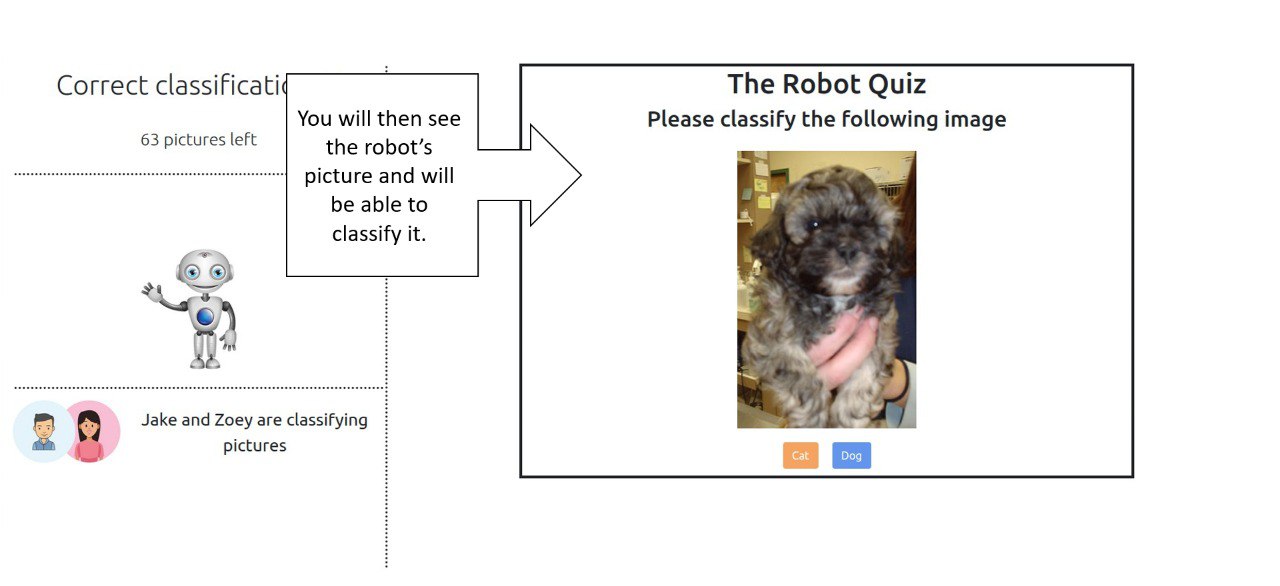 Correct classificatio
63 pictures left
You will then see
the robot’s
picture and will
be able to
classify it.
Jake and Zoey are classifying
pictures
The Robot Quiz
Please classify the following image
Cat
Dog